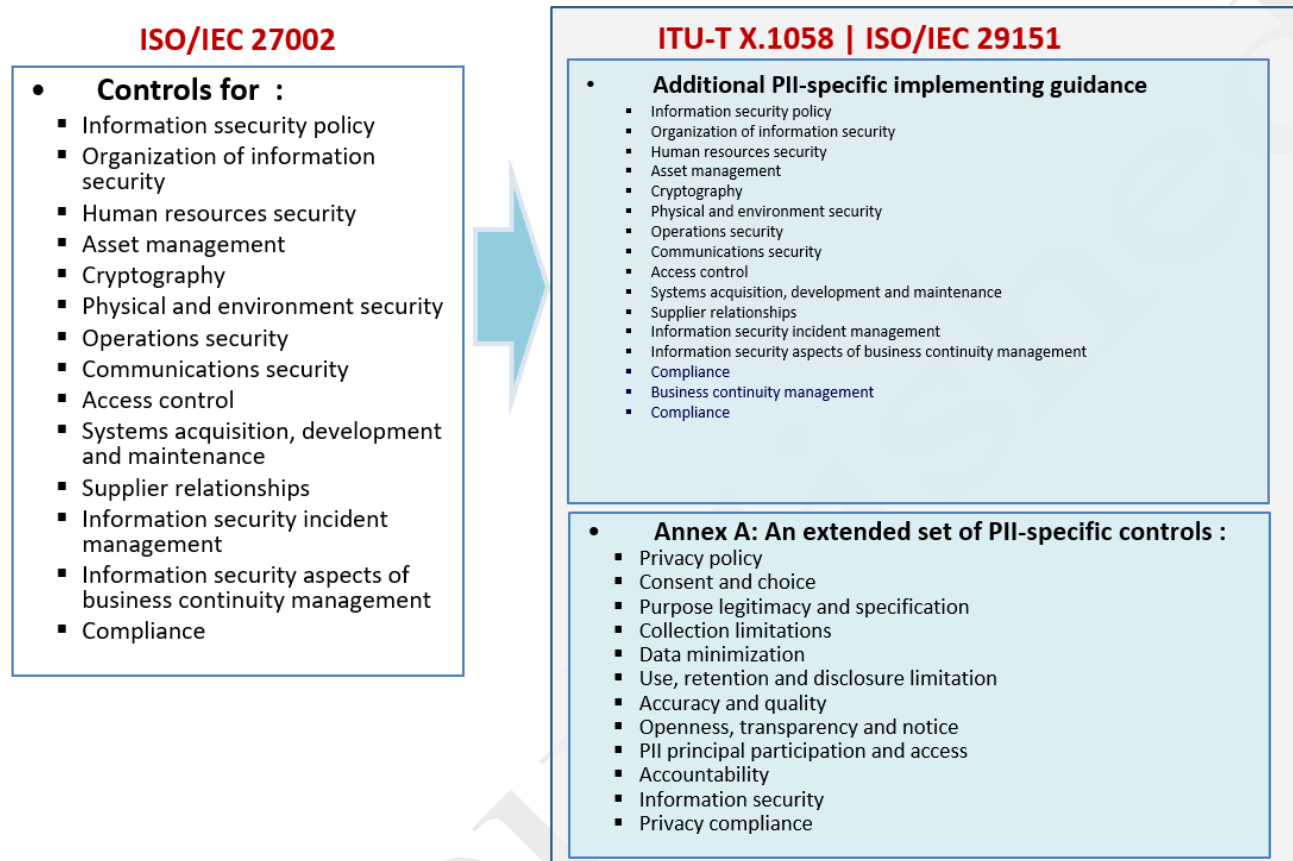 ISO/IEC 27002
• Controls for :
▪ Information ssecurity policy
▪ Organization of information
security
▪ Human resources security
▪ Asset management
▪ Cryptography
▪ Physical and environment security
▪ Operations security
▪ Communications security
▪ Access control
▪ Systems acquisition, development
and maintenance
▪ Supplier relationships
▪ Information security incident
management
▪ Information security aspects of
business continuity management
▪ Compliance
ITU-T X.1058 | ISO/IEC 29151
• Additional PII-specific implementing guidance
▪ Information security policy
▪ Organization of information security
▪ Human resources security
▪ Asset management
▪ Cryptography
▪ Physical and environment security
▪ Operations security
▪ Communications security
▪ Access control
▪ Systems acquisition, development and maintenance
▪ Supplier relationships
▪ Information security incident management
▪ Information security aspects of business continuity management
▪ Compliance
▪ Business continuity management
▪ Compliance
• Annex A: An extended set of PII-specific controls :
▪ Privacy policy
▪ Consent and choice
▪ Purpose legitimacy and specification
▪ Collection limitations
▪ Data minimization
▪ Use, retention and disclosure limitation
▪ Accuracy and quality
▪ Openness, transparency and notice
▪ PII principal participation and access
▪ Accountability
▪ Information security
▪ Privacy compliance